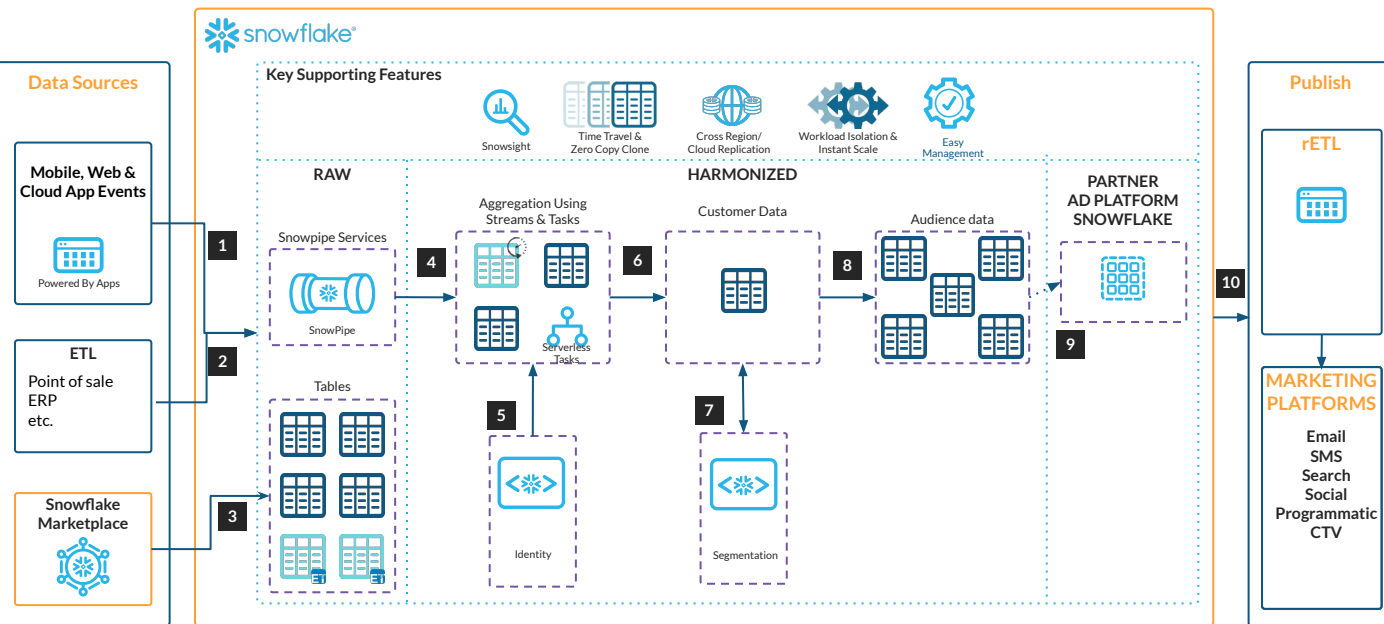 snowflake®
Data Sources
Mobile, Web &
Cloud App Events
Powered By Apps
ETL
Point of sale
ERP
etc.
Snowflake
Marketplace
1
2
3
Key Supporting Features
Snowsight
Time Travel &
Zero Copy Clone
Cross Region/
Cloud Replication
Workload Isolation &
Instant Scale
Easy
Management
RAW
Snowpipe Services
SnowPipe
Tables
4
HARMONIZED
Aggregation Using
Streams & Tasks
Serverless
Tasks
5
Identity
6
Customer Data
7
Segmentation
8
Audience data
PARTNER
AD PLATFORM
SNOWFLAKE
9
10
Publish
rETL
MARKETING
PLATFORMS
Email
SMS
Search
Social
Programmatic
CTV